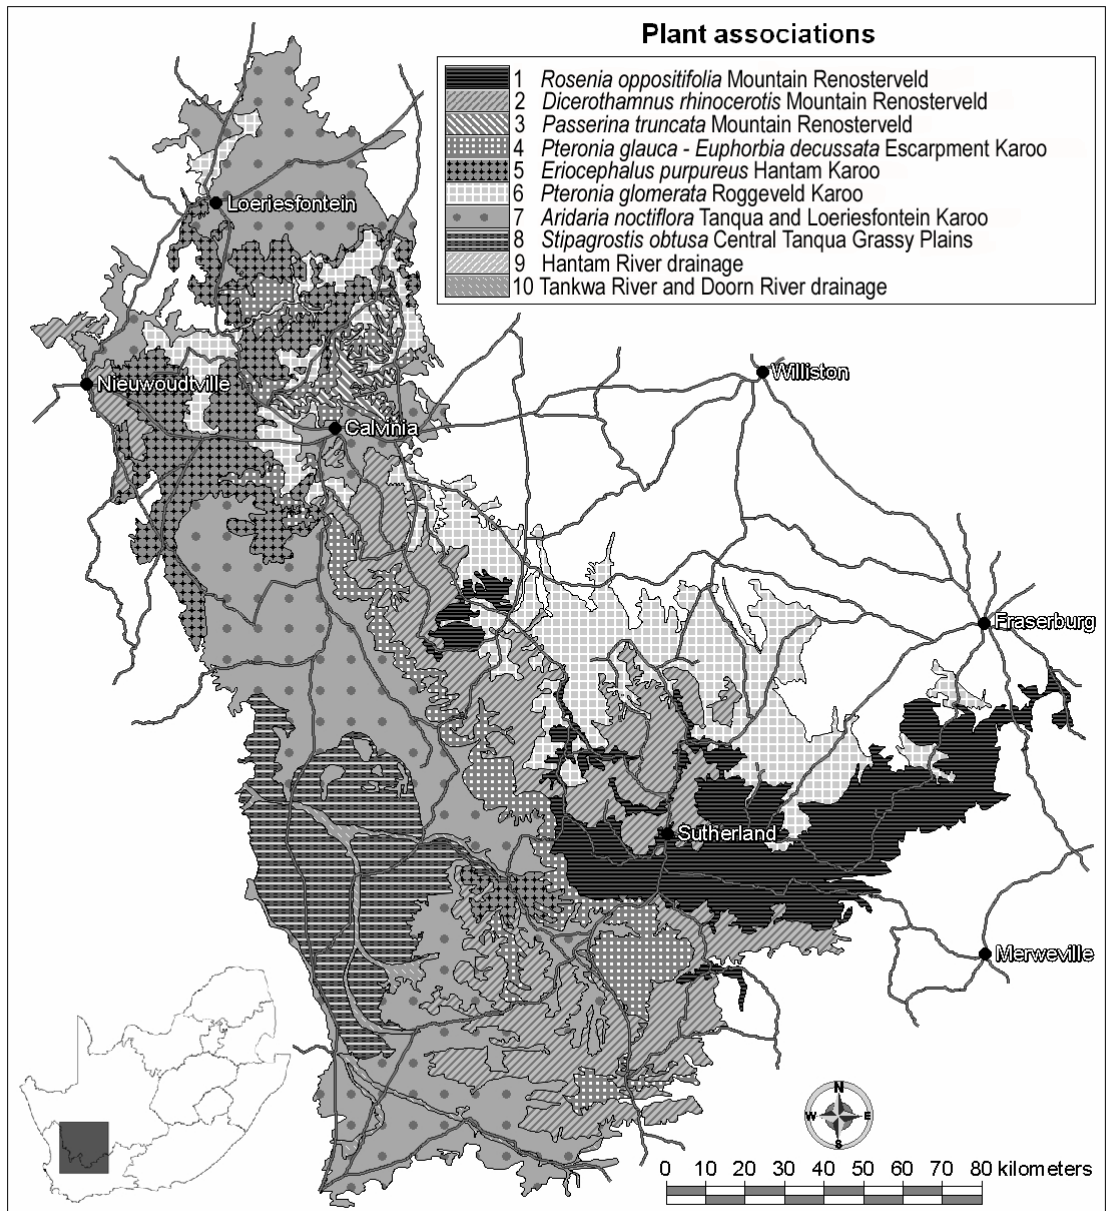 Plant associations
1 Rosenia oppositifolia Mountain Renosterveld
2 Dicerothamnus rhinocerotis Mountain Renosterveld
3 Passerina truncata Mountain Renosterveld
4 Pteronia glauca - Euphorbia decussata Escarpment Karoo
5 Eriocephalus purpureus Hantam Karoo
6 Pteronia glomerata Roggeveld Karoo
7 Aridaria noctiflora Tanqua and Loeriesfontein Karoo
8 Stipagrostis obtusa Central Tanqua Grassy Plains
9 Hantam River drainage
10 Tankwa River and Doorn River drainage
Loeriesfontein
Williston
Nieuwoudtville
Calvinia
Fraserburg
Sutherland
Merweville
N
W E
S
0 10 20 30 40 50 60 70 80 kilometers